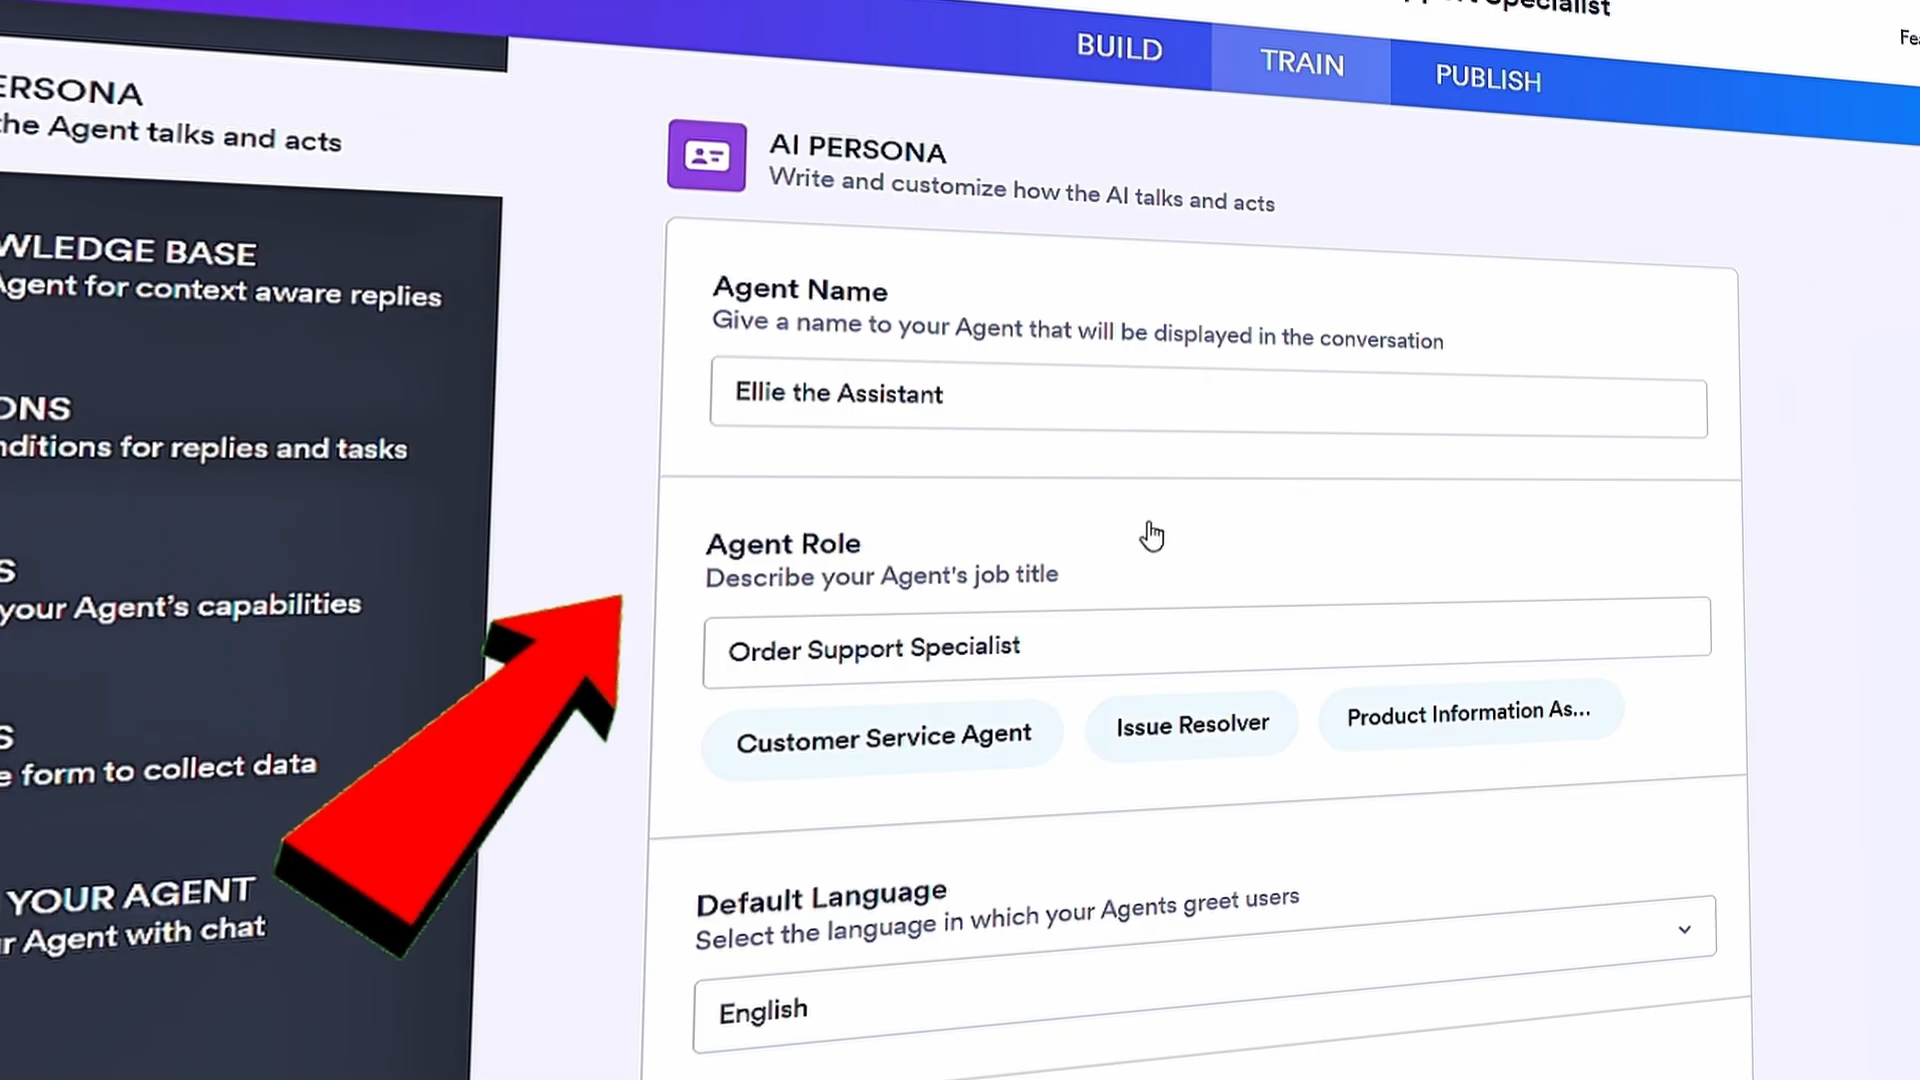 Specialist
BUILD
TRAIN
PUBLISH
ERSONA
the Agent talks and acts
WLEDGE BASE
Agent for context aware replies
ONS
nditions for replies and tasks
S
your Agent's capabilities
S
e form to collect data
YOUR AGENT
r Agent with chat
AI PERSONA
Write and customize how the AI talks and acts
Agent Name
Give a name to your Agent that will be displayed in the conversation
Ellie the Assistant
Agent Role
Describe your Agent's job title
Order Support Specialist
Customer Service Agent
Issue Resolver
Product Information As...
Default Language
Select the language in which your Agents greet users
English